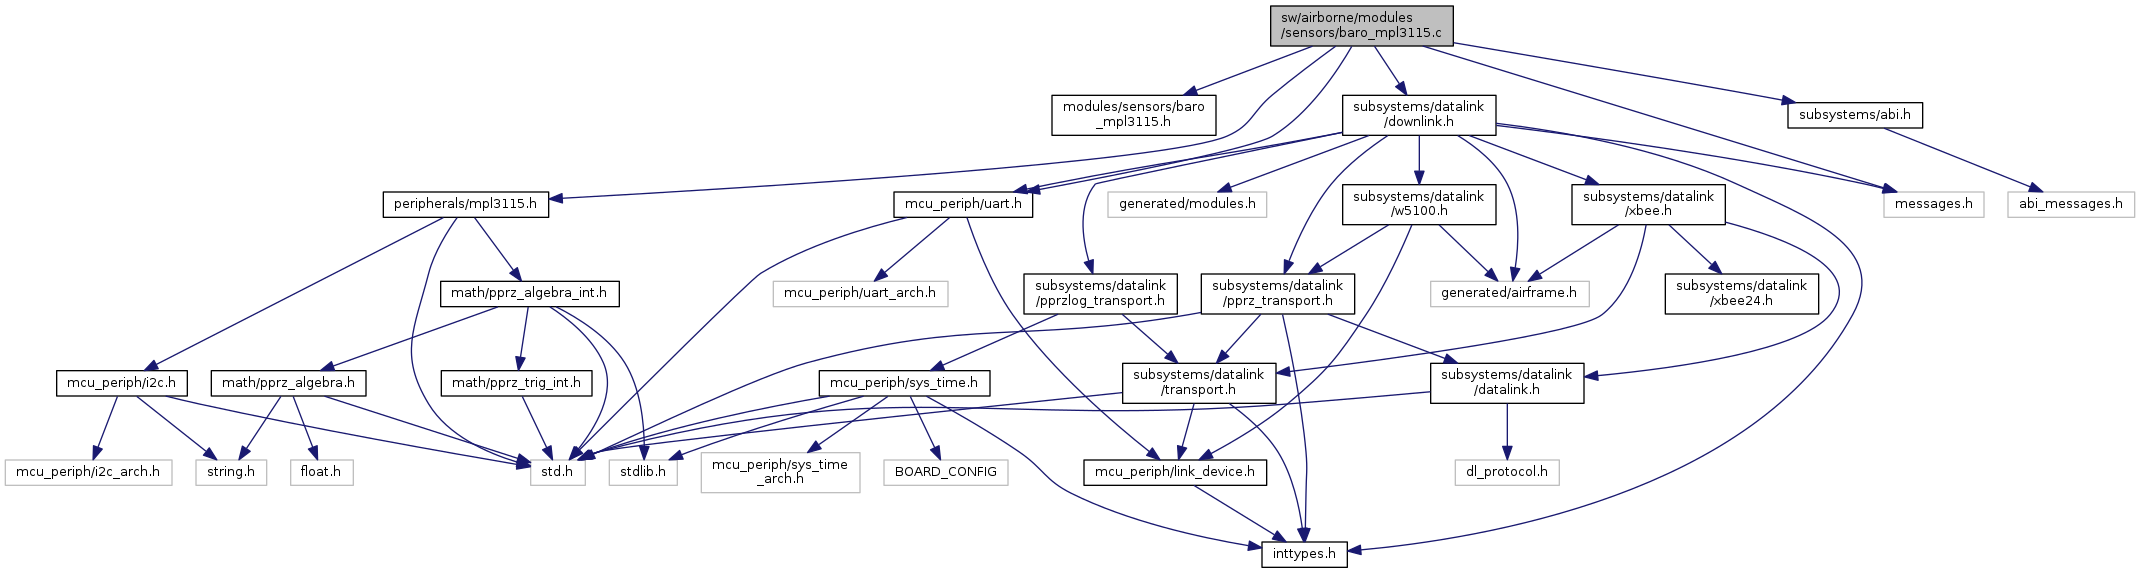 sw/airborne/modules
/sensors/baro_mpl3115.c
modules/sensors/baro
_mpl3115.h
subsystems/datalink
/downlink.h
subsystems/abi.h
peripherals/mpl3115.h
mcu_periph/uart.h
generated/modules.h
subsystems/datalink
/w5100.h
subsystems/datalink
/xbee.h
messages.h
abi_messages.h
math/pprz_algebra_int.h
mcu_periph/uart_arch.h
subsystems/datalink
/pprzlog_transport.h
subsystems/datalink
/pprz_transport.h
generated/airframe.h
subsystems/datalink
/xbee24.h
mcu_periph/i2c.h
math/pprz_algebra.h
math/pprz_trig_int.h
mcu_periph/sys_time.h
subsystems/datalink
/transport.h
subsystems/datalink
/datalink.h
mcu_periph/i2c_arch.h
string.h
float.h
std.h
stdlib.h
mcu_periph/sys_time
_arch.h
BOARD_CONFIG
mcu_periph/link_device.h
dl_protocol.h
inttypes.h